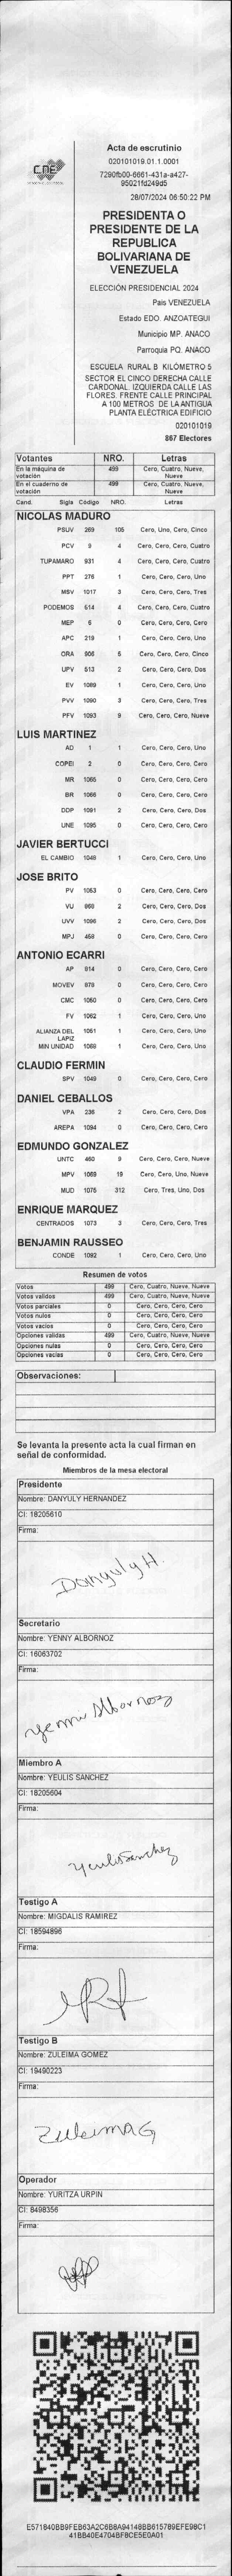 CNE
Acta de escrutinio
020101019.01.1.0001
7290fb00-6661-431a-a427-
95021fd249d5
28/07/2024 06:50:22 PM
PRESIDENTA O
PRESIDENTE DE LA
REPUBLICA
BOLIVARIANA DE
VENEZUELA
ELECCIÓN PRESIDENCIAL 2024
País VENEZUELA
Estado EDO. ANZOATEGUI
Municipio MP. ANACO
Parroquia PQ. ANACO
ESCUELA RURAL B KILÓMETRO 5
SECTOR EL CINCO DERECHA CALLE
CARDONAL. IZQUIERDA CALLE LAS
FLORES. FRENTE CALLE PRINCIPAL
A 100 METROS DE LA ANTIGUA
PLANTA ELÉCTRICA EDIFICIO
020101019
867 Electores
Votantes NRO. Letras
En la máquina de votación 499 Cero, Cuatro, Nueve, Nueve
En el cuaderno de votación 499 Cero, Cuatro, Nueve, Nueve
Cand. Sigla Código NRO. Letras
NICOLAS MADURO
PSUV 269 105 Cero, Uno, Cero, Cinco
PCV 9 4 Cero, Cero, Cero, Cuatro
TUPAMARO 931 4 Cero, Cero, Cero, Cuatro
PPT 276 1 Cero, Cero, Cero, Uno
MSV 1017 3 Cero, Cero, Cero, Tres
PODEMOS 514 4 Cero, Cero, Cero, Cuatro
MEP 6 0 Cero, Cero, Cero, Cero
APC 219 1 Cero, Cero, Cero, Uno
ORA 906 5 Cero, Cero, Cero, Cinco
UPV 513 2 Cero, Cero, Cero, Dos
EV 1089 1 Cero, Cero, Cero, Uno
PVV 1090 3 Cero, Cero, Cero, Tres
PFV 1093 9 Cero, Cero, Cero, Nueve
LUIS MARTINEZ
AD 1 1 Cero, Cero, Cero, Uno
COPEI 2 0 Cero, Cero, Cero, Cero
MR 1065 0 Cero, Cero, Cero, Cero
BR 1066 0 Cero, Cero, Cero, Cero
DDP 1091 2 Cero, Cero, Cero, Dos
UNE 1095 0 Cero, Cero, Cero, Cero
JAVIER BERTUCCI
EL CAMBIO 1048 1 Cero, Cero, Cero, Uno
JOSE BRITO
PV 1053 0 Cero, Cero, Cero, Cero
VU 968 2 Cero, Cero, Cero, Dos
UVV 1096 2 Cero, Cero, Cero, Dos
MPJ 458 0 Cero, Cero, Cero, Cero
ANTONIO ECARRI
AP 814 0 Cero, Cero, Cero, Cero
MOVEV 878 0 Cero, Cero, Cero, Cero
CMC 1050 0 Cero, Cero, Cero, Cero
FV 1062 1 Cero, Cero, Cero, Uno
ALIANZA DEL LAPIZ 1051 1 Cero, Cero, Cero, Uno
MIN UNIDAD 1068 1 Cero, Cero, Cero, Uno
CLAUDIO FERMIN
SPV 1049 0 Cero, Cero, Cero, Cero
DANIEL CEBALLOS
VPA 236 2 Cero, Cero, Cero, Dos
AREPA 1094 0 Cero, Cero, Cero, Cero
EDMUNDO GONZALEZ
UNTC 460 9 Cero, Cero, Cero, Nueve
MPV 1069 19 Cero, Cero, Uno, Nueve
MUD 1075 312 Cero, Tres, Uno, Dos
ENRIQUE MARQUEZ
CENTRADOS 1073 3 Cero, Cero, Cero, Tres
BENJAMIN RAUSSEO
CONDE 1092 1 Cero, Cero, Cero, Uno
Resumen de votos
Votos 499 Cero, Cuatro, Nueve, Nueve
Votos validos 499 Cero, Cuatro, Nueve, Nueve
Votos parciales 0 Cero, Cero, Cero, Cero
Votos nulos 0 Cero, Cero, Cero, Cero
Votos vacios 0 Cero, Cero, Cero, Cero
Opciones validas 499 Cero, Cuatro, Nueve, Nueve
Opciones nulas 0 Cero, Cero, Cero, Cero
Opciones vacias 0 Cero, Cero, Cero, Cero
Observaciones:
Se levanta la presente acta la cual firman en
señal de conformidad.
Miembros de la mesa electoral
Presidente
Nombre: DANYULY HERNANDEZ
CI: 18205610
Firma:
Danyuly H.
Secretario
Nombre: YENNY ALBORNOZ
CI: 16063702
Firma:
Yenny Albornoz
Miembro A
Nombre: YEULIS SANCHEZ
CI: 18205604
Firma:
Yeulis Sanchez
Testigo A
Nombre: MIGDALIS RAMIREZ
CI: 18594896
Firma:
Testigo B
Nombre: ZULEIMA GOMEZ
CI: 19490223
Firma:
Zuleima G
Operador
Nombre: YURITZA URPIN
CI: 8498356
Firma:
E571840BB9FEB63A2C6B8A94148BB615789EFE98C1
41BB40E4704BF8CE5E0A01